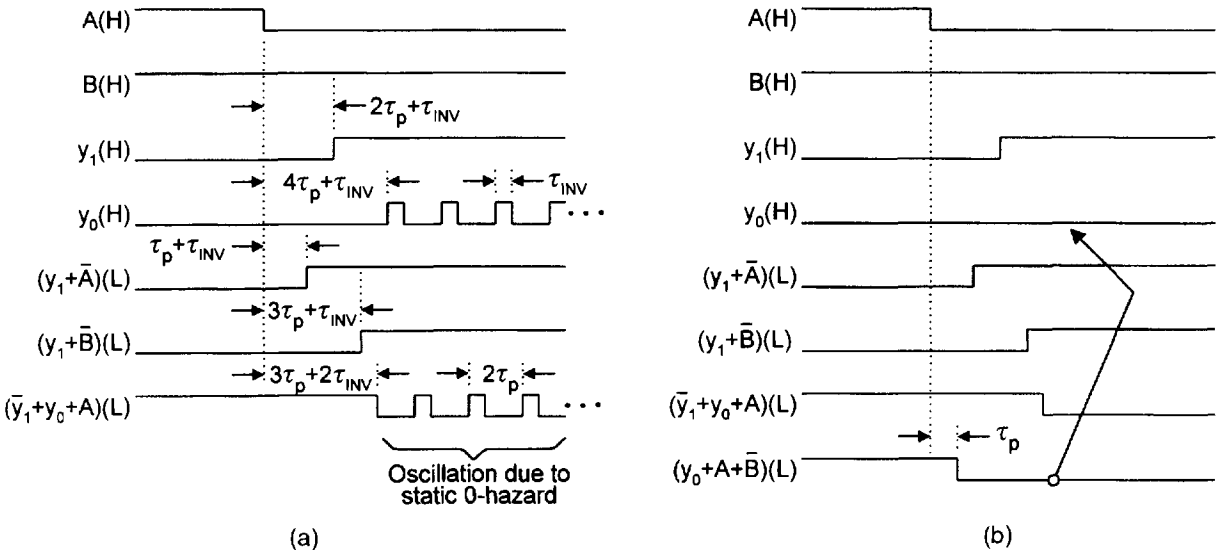 A(H)
B(H)
2τp+τINV
y1(H)
4τp+τINV
τINV
y0(H)
τp+τINV
(y1+Ā)(L)
3τp+τINV
(y1+B̄)(L)
3τp+2τINV
2τp
(ȳ1+y0+A)(L)
Oscillation due to
static 0-hazard
(a)
A(H)
B(H)
y1(H)
y0(H)
(y1+Ā)(L)
(y1+B̄)(L)
(ȳ1+y0+A)(L)
τp
(y0+A+B̄)(L)
(b)